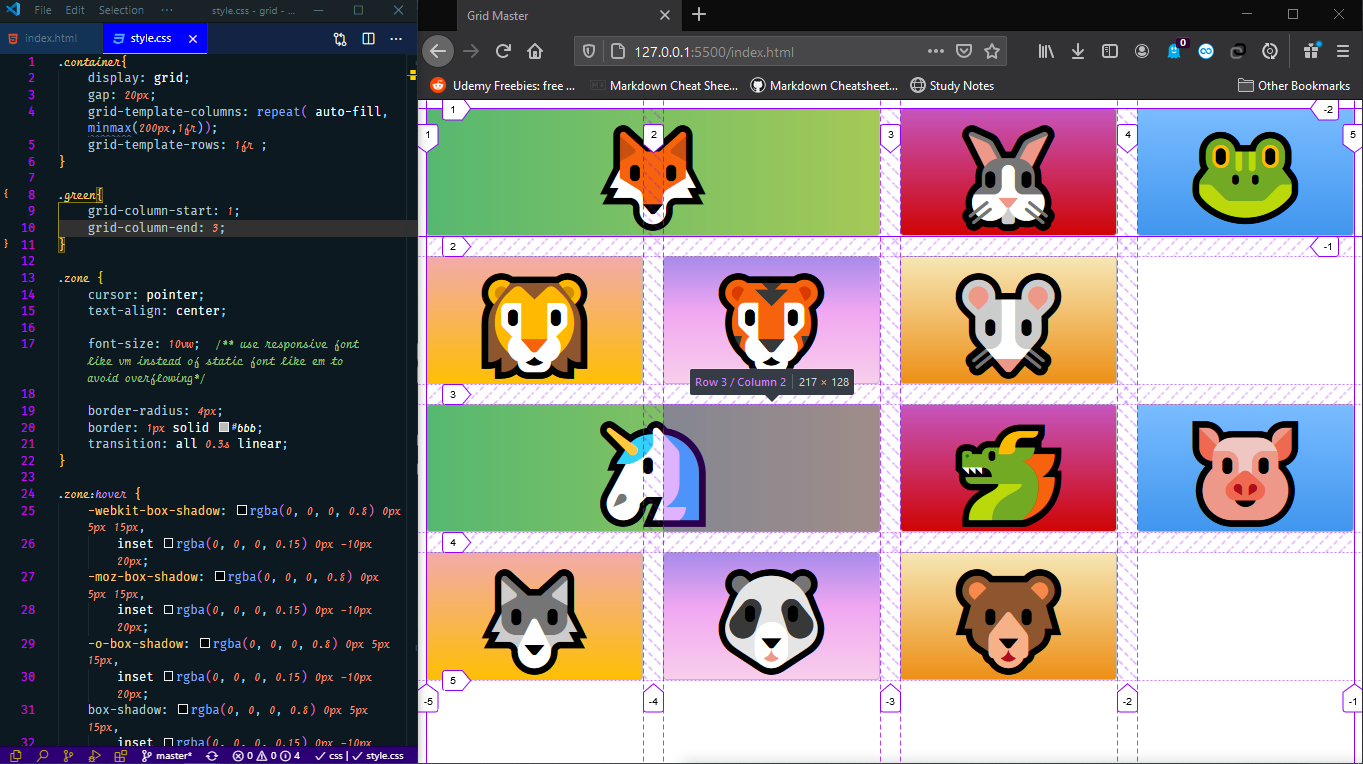 File Edit Selection ··· style.css - grid - ...
index.html style.css
1 .container{
2 display: grid;
3 gap: 20px;
4 grid-template-columns: repeat( auto-fill,
minmax(200px,1fr));
5 grid-template-rows: 1fr ;
6 }
7
8 .green{
9 grid-column-start: 1;
10 grid-column-end: 3;
11 }
12
13 .zone {
14 cursor: pointer;
15 text-align: center;
16
17 font-size: 10vw; /** use responsive font
like vm instead of static font like em to
avoid overflowing*/
18
19 border-radius: 4px;
20 border: 1px solid #bbb;
21 transition: all 0.3s linear;
22 }
23
24 .zone:hover {
25 -webkit-box-shadow: rgba(0, 0, 0, 0.8) 0px
5px 15px,
26 inset rgba(0, 0, 0, 0.15) 0px -10px
20px;
27 -moz-box-shadow: rgba(0, 0, 0, 0.8) 0px
5px 15px,
28 inset rgba(0, 0, 0, 0.15) 0px -10px
20px;
29 -o-box-shadow: rgba(0, 0, 0, 0.8) 0px 5px
15px,
30 inset rgba(0, 0, 0, 0.15) 0px -10px
20px;
31 box-shadow: rgba(0, 0, 0, 0.8) 0px 5px
15px,
32 inset rgba(0, 0, 0, 0.15) 0px -10px
master* 0 0 4 css | style.css
Grid Master
127.0.0.1:5500/index.html
0
Udemy Freebies: free ... Markdown Cheat Shee... Markdown Cheatsheet... Study Notes Other Bookmarks
1 -2
1 2 3 4 5
2 -1
Row 3 / Column 2 217 × 128
3
4
5
-5 -4 -3 -2 -1